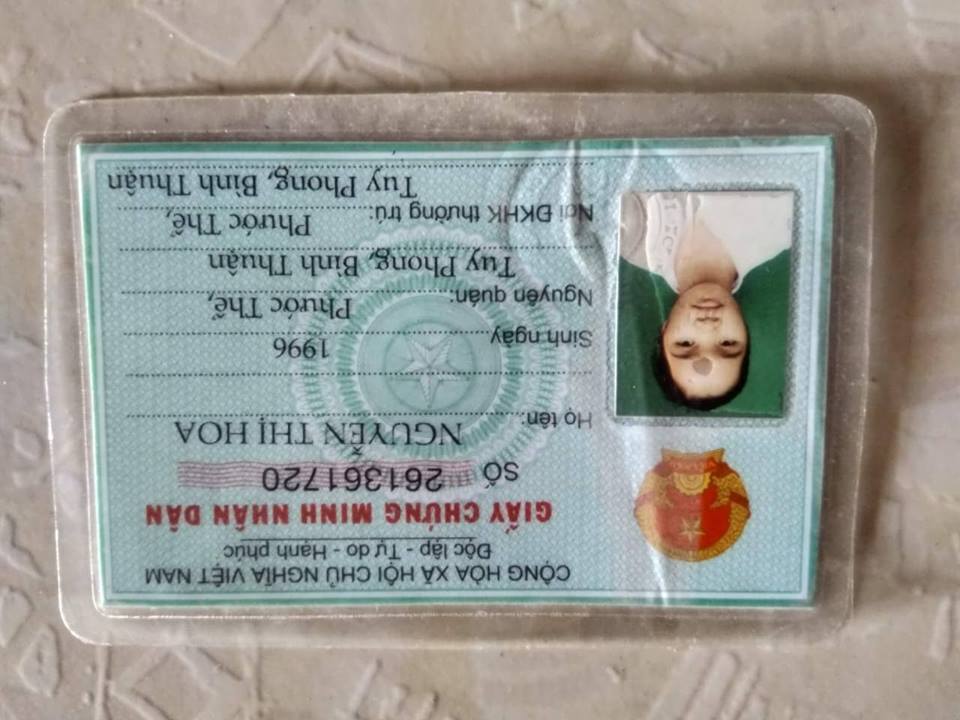 CỘNG HÒA XÃ HỘI CHỦ NGHĨA VIỆT NAM
Độc lập - Tự do - Hạnh phúc
GIẤY CHỨNG MINH NHÂN DÂN
SỐ 261361720
Họ tên: NGUYỄN THỊ HOA
Sinh ngày 1996
Nguyên quán: Phước Thể,
Tuy Phong, Bình Thuận
Nơi ĐKHK thường trú: Phước Thể,
Tuy Phong, Bình Thuận